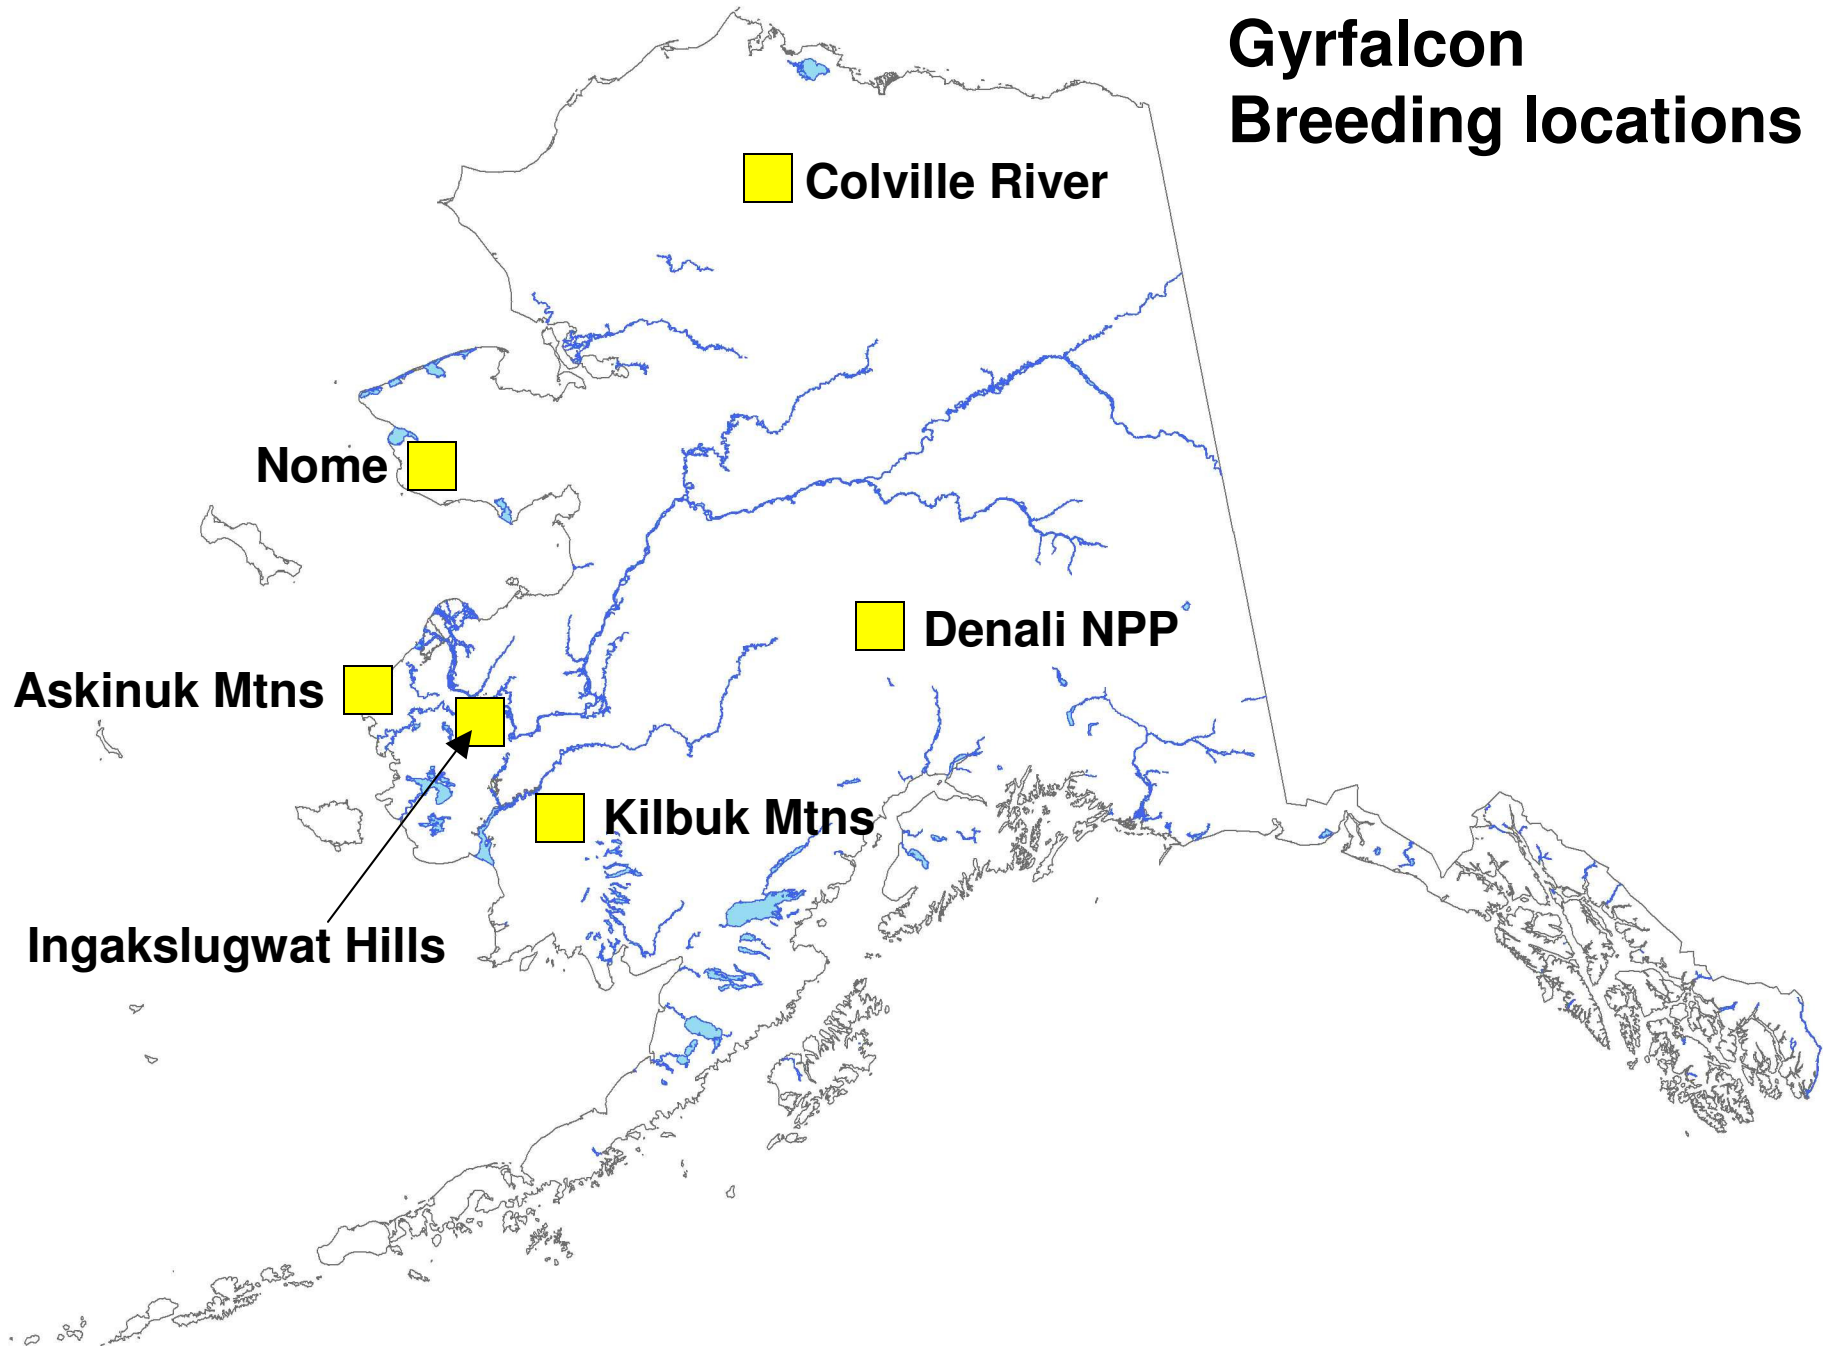 Gyrfalcon
Breeding locations
Colville River
Nome
Denali NPP
Askinuk Mtns
Kilbuk Mtns
Ingakslugwat Hills